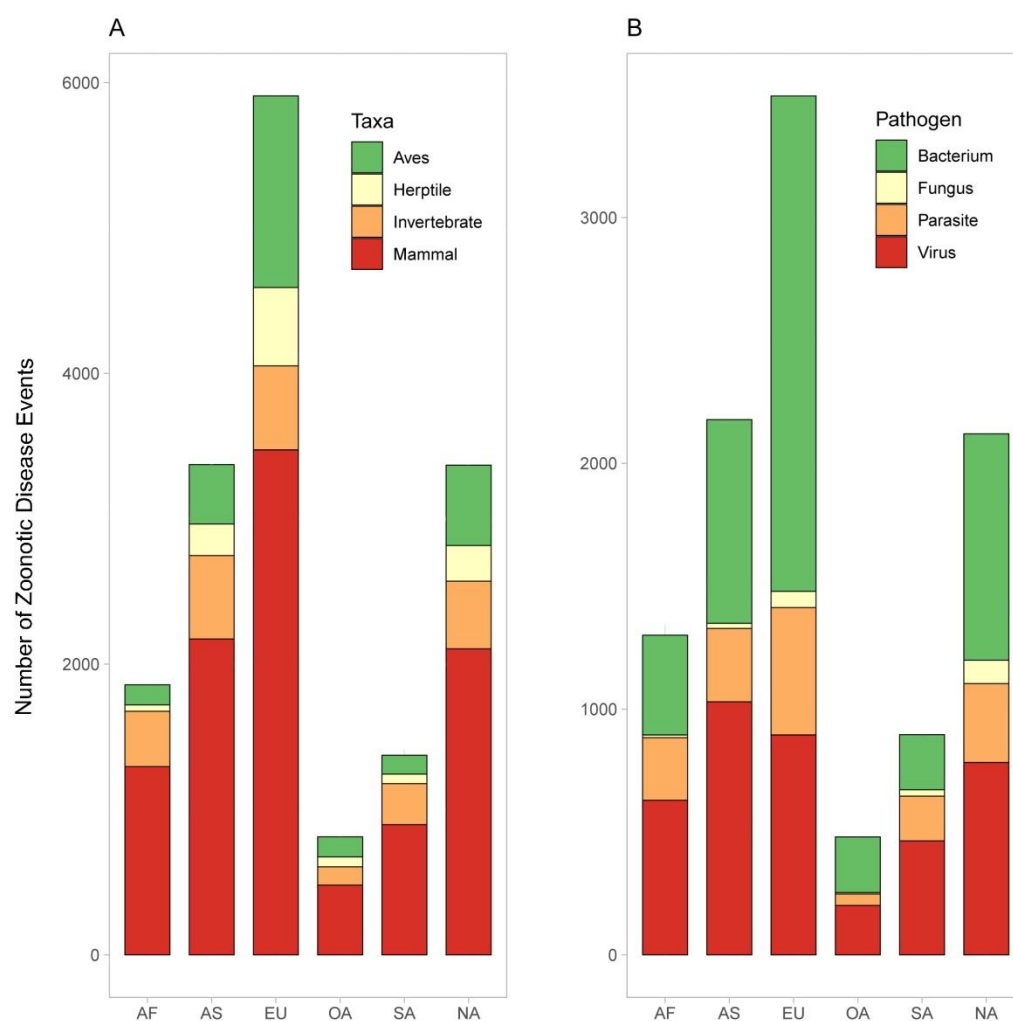 A
Number of Zoonotic Disease Events
6000
4000
2000
0
Taxa
Aves
Herptile
Invertebrate
Mammal
AF AS EU OA SA NA
B
3000
2000
1000
0
Pathogen
Bacterium
Fungus
Parasite
Virus
AF AS EU OA SA NA